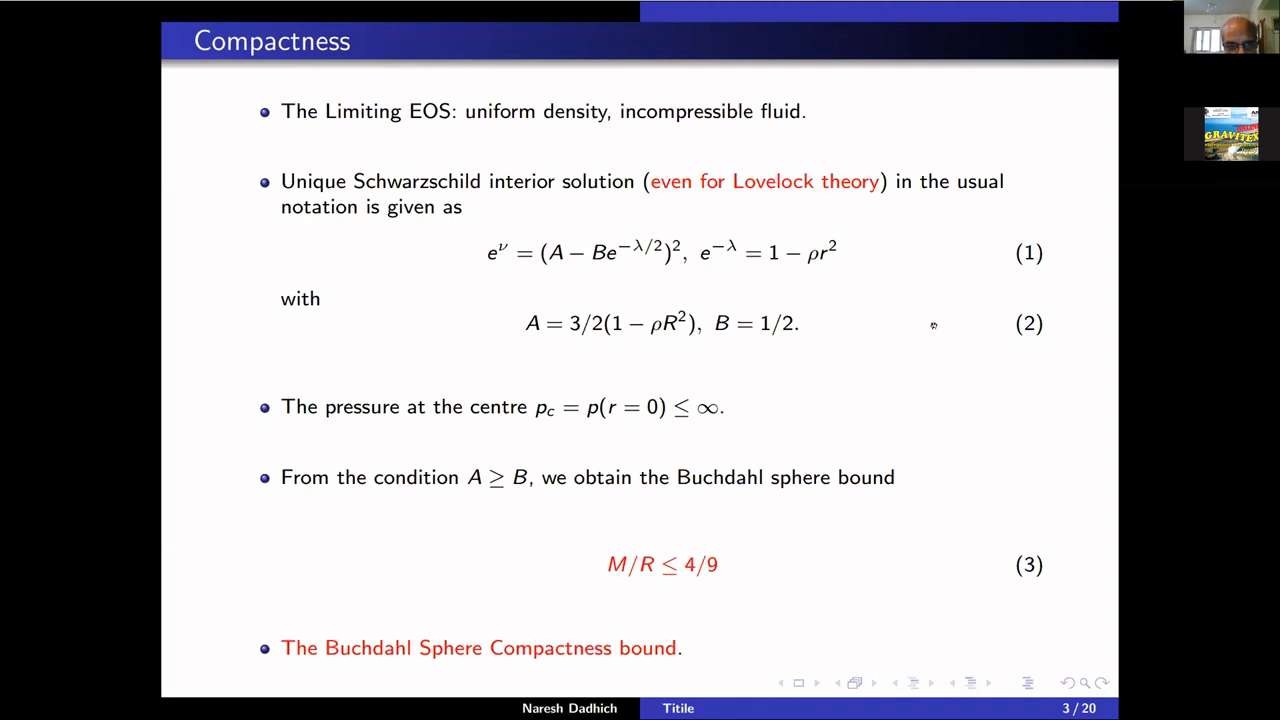 Compactness
The Limiting EOS: uniform density, incompressible fluid.
Unique Schwarzschild interior solution (even for Lovelock theory) in the usual
notation is given as
e^ν = (A − Be^{−λ/2})^2, e^{−λ} = 1 − ρr^2 (1)
with
A = 3/2(1 − ρR^2), B = 1/2. (2)
The pressure at the centre p_c = p(r = 0) ≤ ∞.
From the condition A ≥ B, we obtain the Buchdahl sphere bound
M/R ≤ 4/9 (3)
The Buchdahl Sphere Compactness bound.
Naresh Dadhich Titile 3 / 20
GRAVITEX